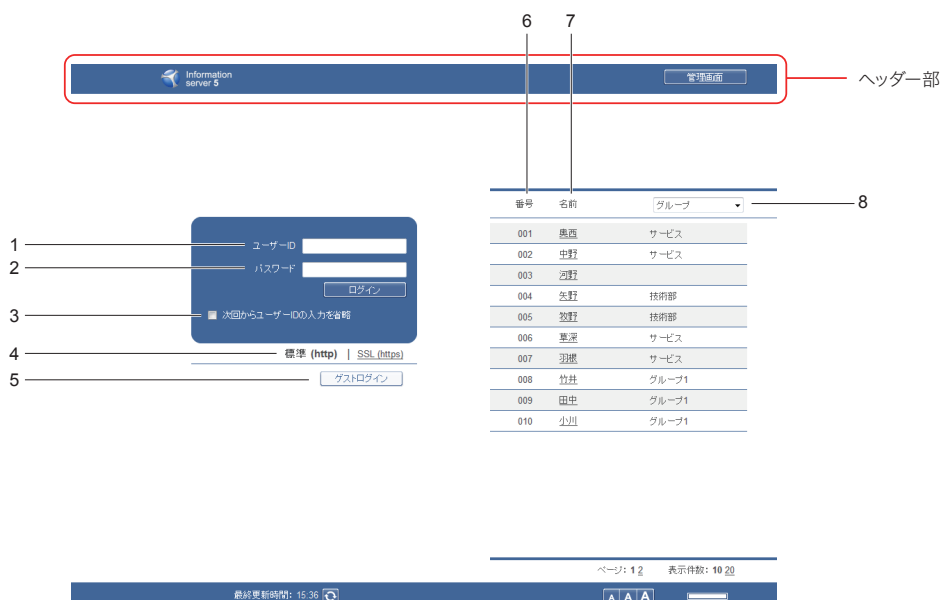 6 7
Information
server 5
管理画面
ヘッダー部
番号 名前 グループ 8
1 ユーザーID
2 パスワード
ログイン
3 次回からユーザーIDの入力を省略
4 標準 (http) | SSL (https)
5 ゲストログイン
001 奥西 サービス
002 中野 サービス
003 河野
004 矢野 技術部
005 牧野 技術部
006 草深 サービス
007 羽根 サービス
008 竹井 グループ1
009 田中 グループ1
010 小川 グループ1
ページ: 1 2 表示件数: 10 20
最終更新時間: 15:36 A A A